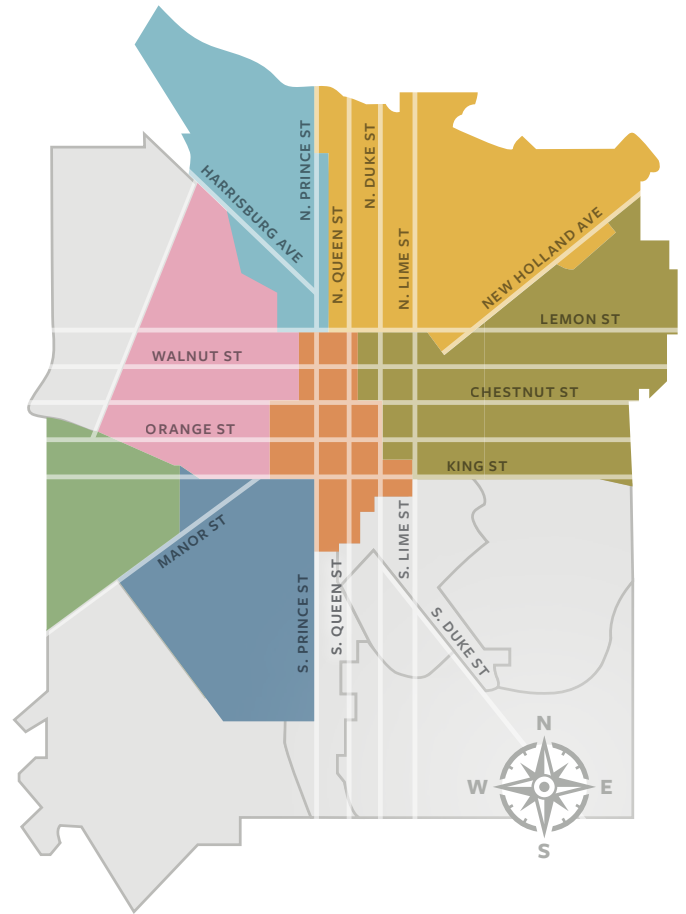 N. PRINCE ST
N. DUKE ST
HARRISBURG AVE
N. QUEEN ST
N. LIME ST
NEW HOLLAND AVE
LEMON ST
WALNUT ST
CHESTNUT ST
ORANGE ST
KING ST
MANOR ST
S. LIME ST
S. PRINCE ST
S. QUEEN ST
S. DUKE ST
N
W
E
S